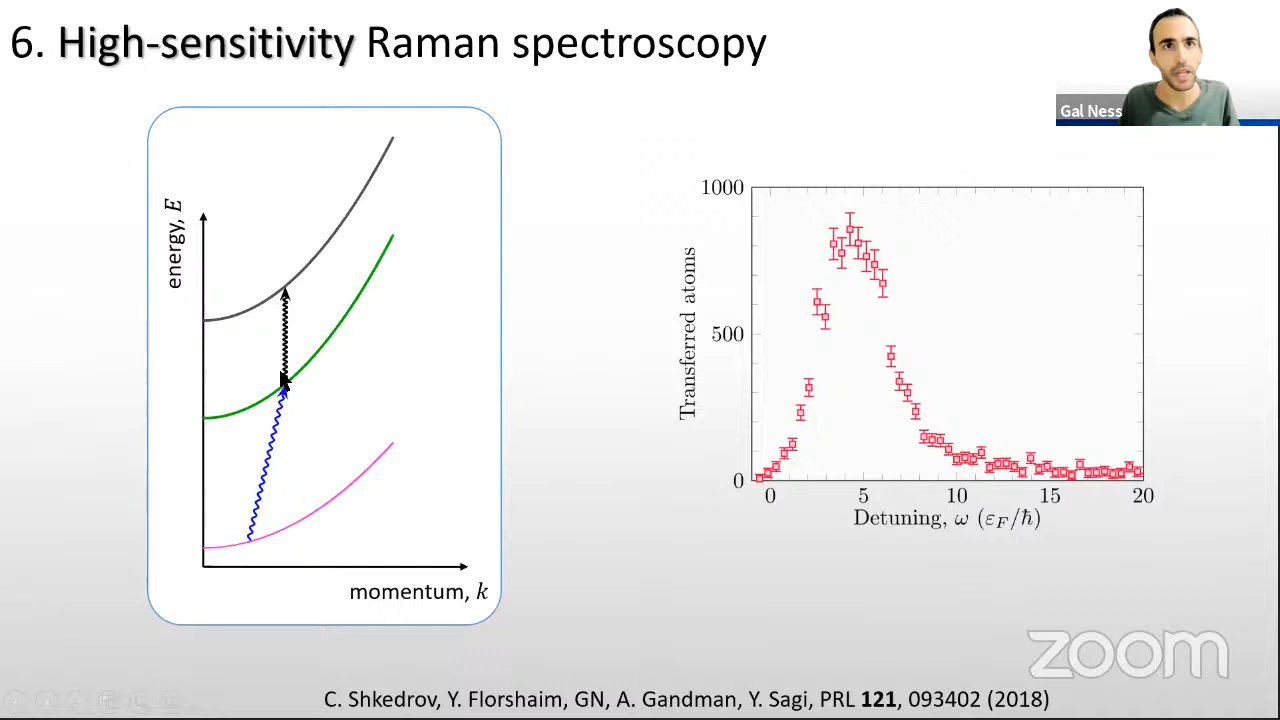 6. High-sensitivity Raman spectroscopy
Gal Ness
energy, E
momentum, k
1000
500
0
Transferred atoms
0 5 10 15 20
Detuning, ω (εF/ħ)
zoom
C. Shkedrov, Y. Florshaim, GN, A. Gandman, Y. Sagi, PRL 121, 093402 (2018)